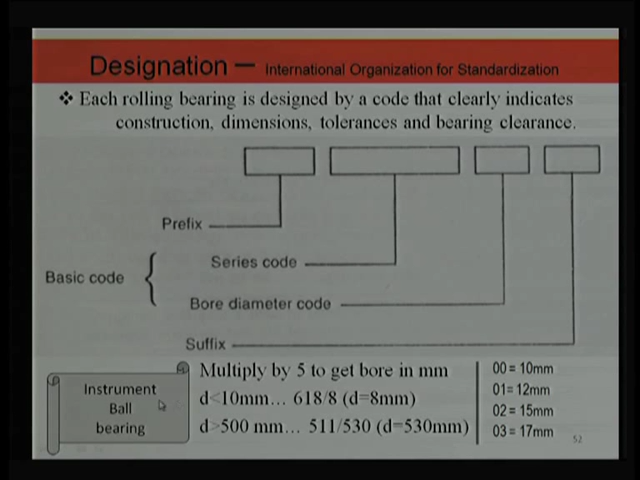 Designation — International Organization for Standardization
❖ Each rolling bearing is designed by a code that clearly indicates
construction, dimensions, tolerances and bearing clearance.
Prefix
Series code
Basic code
Bore diameter code
Suffix
Multiply by 5 to get bore in mm
d<10mm... 618/8 (d=8mm)
d>500 mm... 511/530 (d=530mm)
00 = 10mm
01= 12mm
02 = 15mm
03 = 17mm
Instrument
Ball
bearing
52